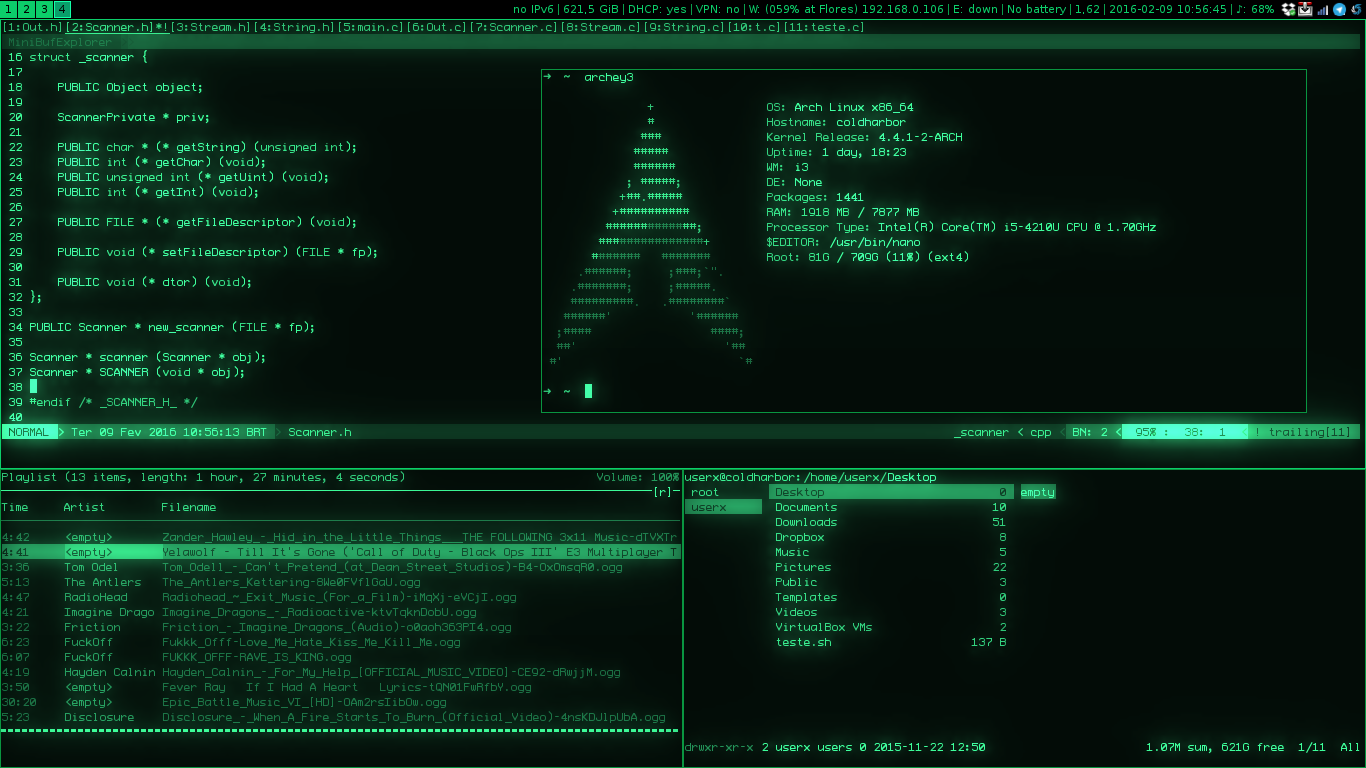 1 2 3 4 no IPv6 | 621,5 GiB | DHCP: yes | VPN: no | W: (059% at Flores) 192.168.0.106 | E: down | No battery | 1,62 | 2016-02-09 10:56:45 | ♪: 68%
[1:Out.h][2:Scanner.h]*![3:Stream.h][4:String.h][5:main.c][6:Out.c][7:Scanner.c][8:Stream.c][9:String.c][10:t.c][11:teste.c]
MiniBufExplorer
16 struct _scanner {
17
18 PUBLIC Object object;
19
20 ScannerPrivate * priv;
21
22 PUBLIC char * (* getString) (unsigned int);
23 PUBLIC int (* getChar) (void);
24 PUBLIC unsigned int (* getUint) (void);
25 PUBLIC int (* getInt) (void);
26
27 PUBLIC FILE * (* getFileDescriptor) (void);
28
29 PUBLIC void (* setFileDescriptor) (FILE * fp);
30
31 PUBLIC void (* dtor) (void);
32 };
33
34 PUBLIC Scanner * new_scanner (FILE * fp);
35
36 Scanner * scanner (Scanner * obj);
37 Scanner * SCANNER (void * obj);
38
39 #endif /* _SCANNER_H_ */
40
NORMAL > Ter 09 Fev 2016 10:56:13 BRT > Scanner.h _scanner < cpp < BN: 2 < 95% : 38: 1 < ! trailing[11]
→ ~ archey3
+
#
###
#####
######
; #####;
+##.#####
+##########
#############;
###############+
#######   #######
.######;     ;###;`".
.#######;     ;#####.
#########.   .########`
######'           '######
;####                 ####;
##'                     '##
#'                         `#
OS: Arch Linux x86_64
Hostname: coldharbor
Kernel Release: 4.4.1-2-ARCH
Uptime: 1 day, 18:23
WM: i3
DE: None
Packages: 1441
RAM: 1918 MB / 7877 MB
Processor Type: Intel(R) Core(TM) i5-4210U CPU @ 1.70GHz
$EDITOR: /usr/bin/nano
Root: 81G / 709G (11%) (ext4)
→ ~
Playlist (13 items, length: 1 hour, 27 minutes, 4 seconds) Volume: 100%
[r]
Time Artist Filename
4:42 <empty> Zander_Hawley_-_Hid_in_the_Little_Things___THE FOLLOWING 3x11 Music-dTVXTr
4:41 <empty> Yelawolf - Till It's Gone ('Call of Duty - Black Ops III' E3 Multiplayer T
3:36 Tom Odel Tom_Odell_-_Can't_Pretend_(at_Dean_Street_Studios)-B4-OxOmsqR0.ogg
5:13 The Antlers The_Antlers_Kettering-8We0FVflGaU.ogg
4:47 RadioHead Radiohead_~_Exit_Music_(For_a_Film)-iMqXj-eVCjI.ogg
4:21 Imagine Drago Imagine_Dragons_-_Radioactive-ktvTqknDobU.ogg
3:22 Friction Friction_-_Imagine_Dragons_(Audio)-o0aoh363PI4.ogg
6:23 FuckOff Fukkk_Offf-Love_Me_Hate_Kiss_Me_Kill_Me.ogg
6:07 FuckOff FUKKK_OFFF-RAVE_IS_KING.ogg
4:19 Hayden Calnin Hayden_Calnin_-_For_My_Help_[OFFICIAL_MUSIC_VIDEO]-CE92-dRwjjM.ogg
3:50 <empty> Fever Ray   If I Had A Heart   Lyrics-tQN01FwRfbY.ogg
30:20 <empty> Epic_Battle_Music_VI_[HD]-OAm2rsIibOw.ogg
5:23 Disclosure Disclosure_-_When_A_Fire_Starts_To_Burn_(Official_Video)-4nsKDJlpUbA.ogg
userx@coldharbor:/home/userx/Desktop
root Desktop 0 empty
userx Documents 10
Downloads 51
Dropbox 8
Music 5
Pictures 22
Public 3
Templates 0
Videos 3
VirtualBox VMs 2
teste.sh 137 B
drwxr-xr-x 2 userx users 0 2015-11-22 12:50 1.07M sum, 621G free 1/11 All